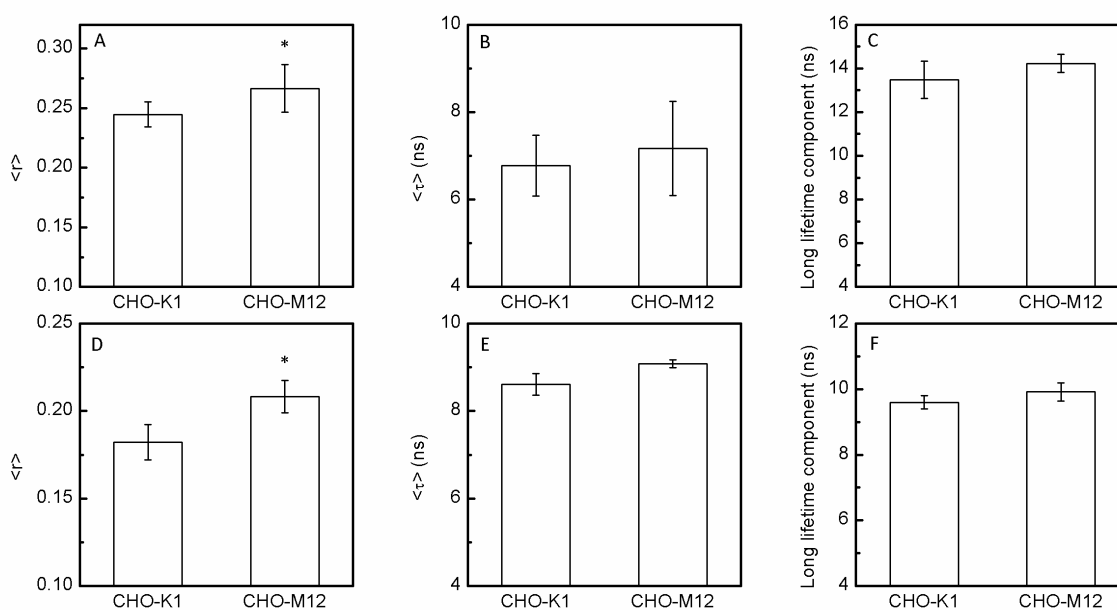 A
*
0.30
0.25
0.20
0.15
0.10
<r>
CHO-K1
CHO-M12
B
10
8
6
4
<τ> (ns)
CHO-K1
CHO-M12
C
16
14
12
10
8
6
4
Long lifetime component (ns)
CHO-K1
CHO-M12
D
*
0.25
0.20
0.15
0.10
<r>
CHO-K1
CHO-M12
E
10
8
6
4
<τ> (ns)
CHO-K1
CHO-M12
F
12
10
8
6
4
Long lifetime component (ns)
CHO-K1
CHO-M12